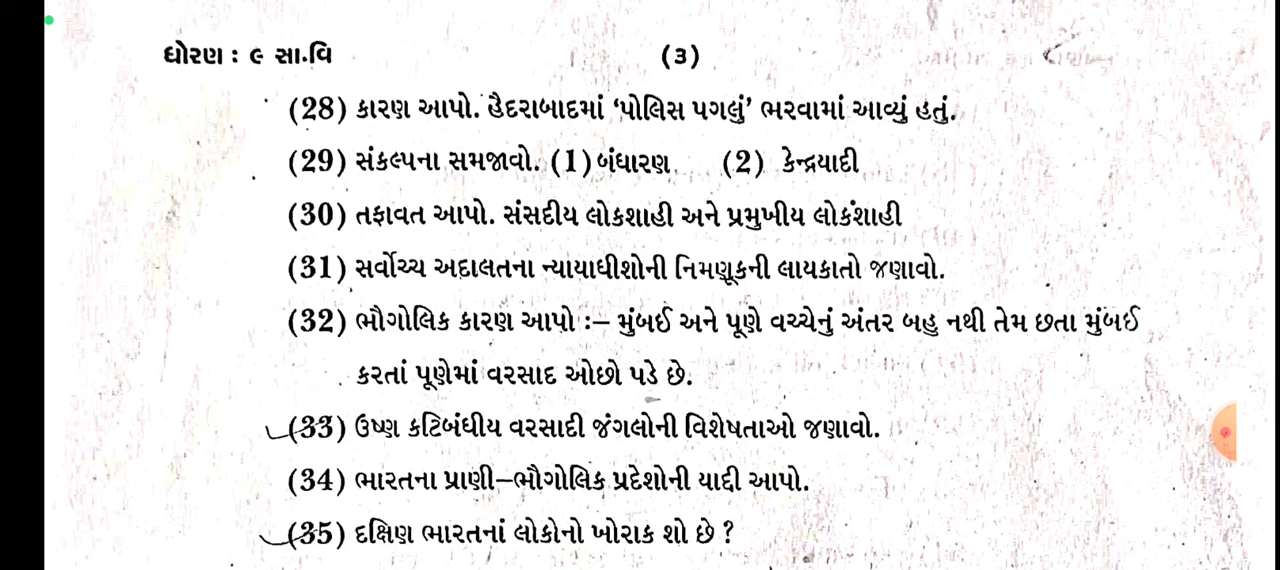 ધોરણ : ૯ સા.વિ (૩)
(28) કારણ આપો. હૈદરાબાદમાં ‘પોલિસ પગલું’ ભરવામાં આવ્યું હતું.
(29) સંકલ્પના સમજાવો. (1) બંધારણ (2) કેન્દ્રયાદી
(30) તફાવત આપો. સંસદીય લોકશાહી અને પ્રમુખીય લોકશાહી
(31) સર્વોચ્ચ અદાલતના ન્યાયાધીશોની નિમણૂકની લાયકાતો જણાવો.
(32) ભૌગોલિક કારણ આપો :– મુંબઈ અને પૂણે વચ્ચેનું અંતર બહુ નથી તેમ છતા મુંબઈ
કરતાં પૂણેમાં વરસાદ ઓછો પડે છે.
(33) ઉષ્ણ કટિબંધીય વરસાદી જંગલોની વિશેષતાઓ જણાવો.
(34) ભારતના પ્રાણી–ભૌગોલિક પ્રદેશોની યાદી આપો.
(35) દક્ષિણ ભારતનાં લોકોનો ખોરાક શો છે ?